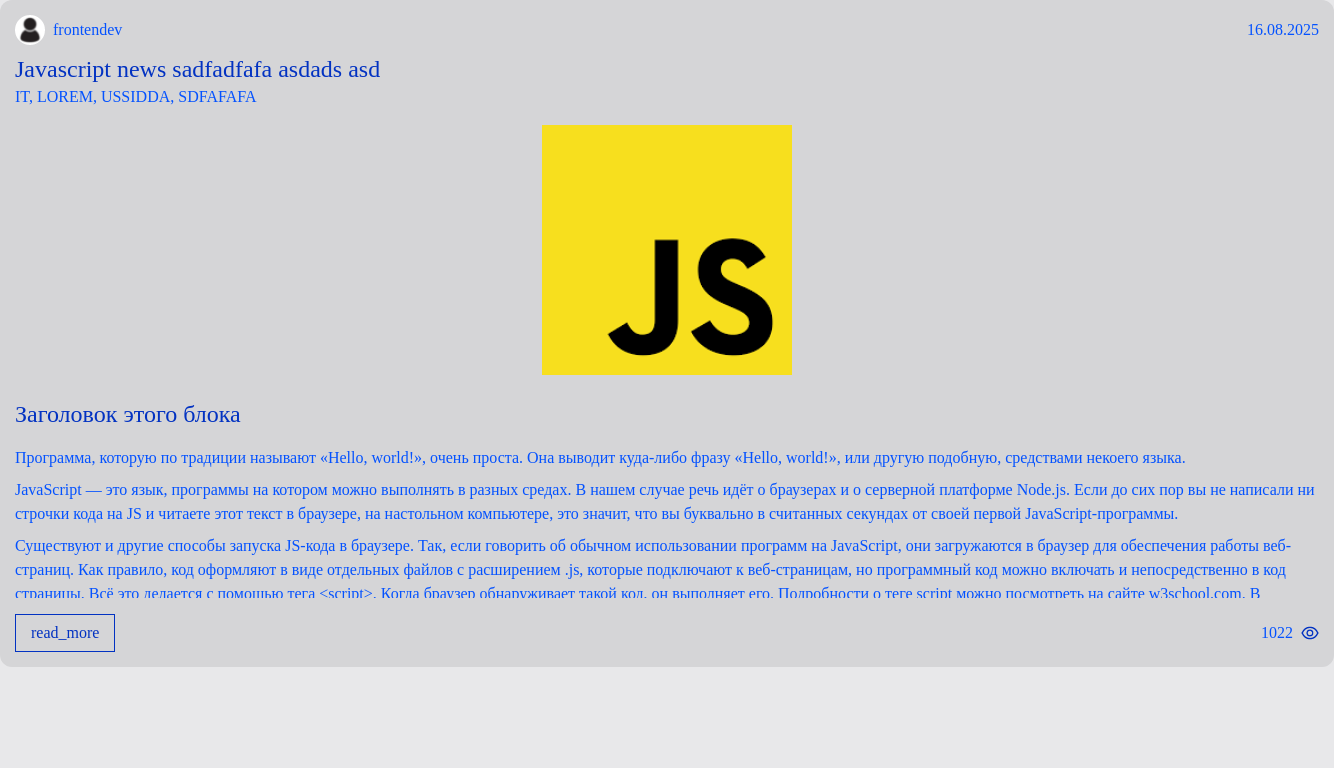 frontendev
16.08.2025
Javascript news sadfadfafa asdads asd
IT, LOREM, USSIDDA, SDFAFAFA
JS
Заголовок этого блока
Программа, которую по традиции называют «Hello, world!», очень проста. Она выводит куда-либо фразу «Hello, world!», или другую подобную, средствами некоего языка.
JavaScript — это язык, программы на котором можно выполнять в разных средах. В нашем случае речь идёт о браузерах и о серверной платформе Node.js. Если до сих пор вы не написали ни
строчки кода на JS и читаете этот текст в браузере, на настольном компьютере, это значит, что вы буквально в считанных секундах от своей первой JavaScript-программы.
Существуют и другие способы запуска JS-кода в браузере. Так, если говорить об обычном использовании программ на JavaScript, они загружаются в браузер для обеспечения работы веб-
страниц. Как правило, код оформляют в виде отдельных файлов с расширением .js, которые подключают к веб-страницам, но программный код можно включать и непосредственно в код
страницы. Всё это делается с помощью тега <script>. Когда браузер обнаруживает такой код, он выполняет его. Подробности о теге script можно посмотреть на сайте w3school.com. В
read_more
1022